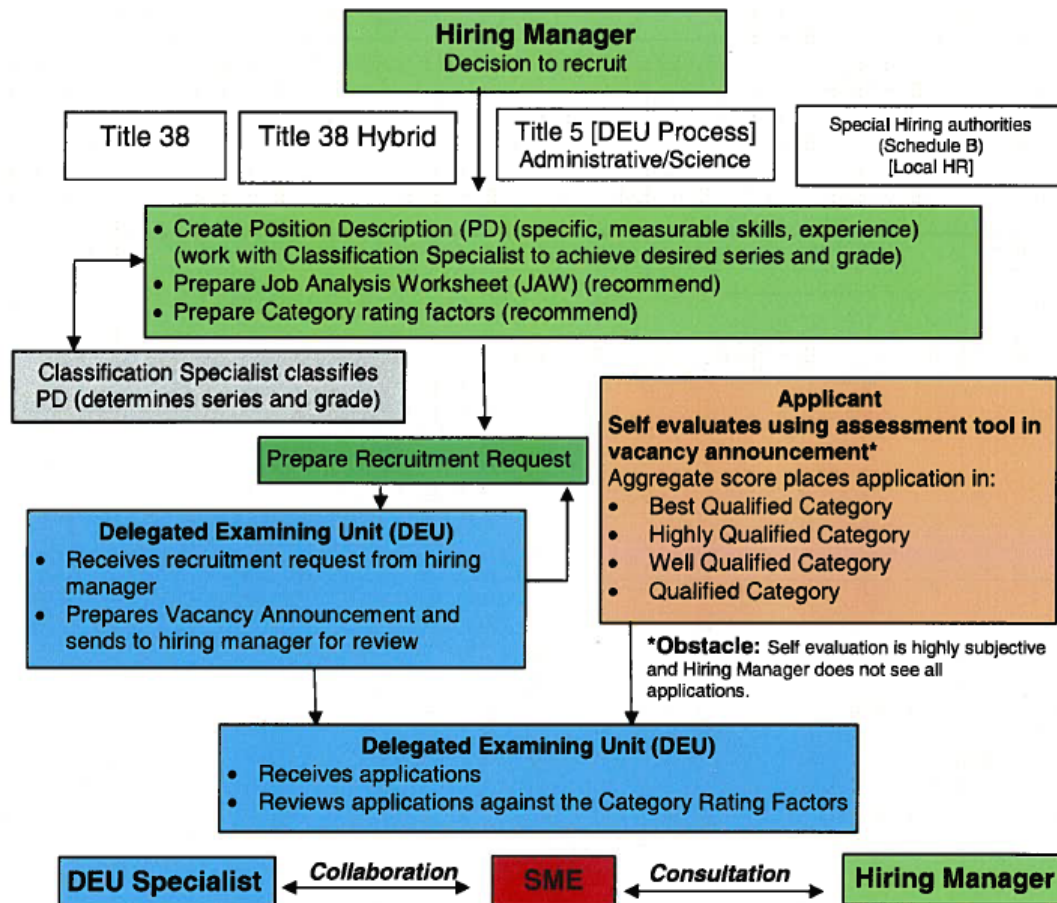 Hiring Manager
Decision to recruit
Title 38
Title 38 Hybrid
Title 5 [DEU Process]
Administrative/Science
Special Hiring authorities
(Schedule B)
[Local HR]
• Create Position Description (PD) (specific, measurable skills, experience)
(work with Classification Specialist to achieve desired series and grade)
• Prepare Job Analysis Worksheet (JAW) (recommend)
• Prepare Category rating factors (recommend)
Classification Specialist classifies
PD (determines series and grade)
Prepare Recruitment Request
Applicant
Self evaluates using assessment tool in
vacancy announcement*
Aggregate score places application in:
• Best Qualified Category
• Highly Qualified Category
• Well Qualified Category
• Qualified Category
Delegated Examining Unit (DEU)
• Receives recruitment request from hiring
manager
• Prepares Vacancy Announcement and
sends to hiring manager for review
*Obstacle: Self evaluation is highly subjective
and Hiring Manager does not see all
applications.
Delegated Examining Unit (DEU)
• Receives applications
• Reviews applications against the Category Rating Factors
DEU Specialist
Collaboration
SME
Consultation
Hiring Manager